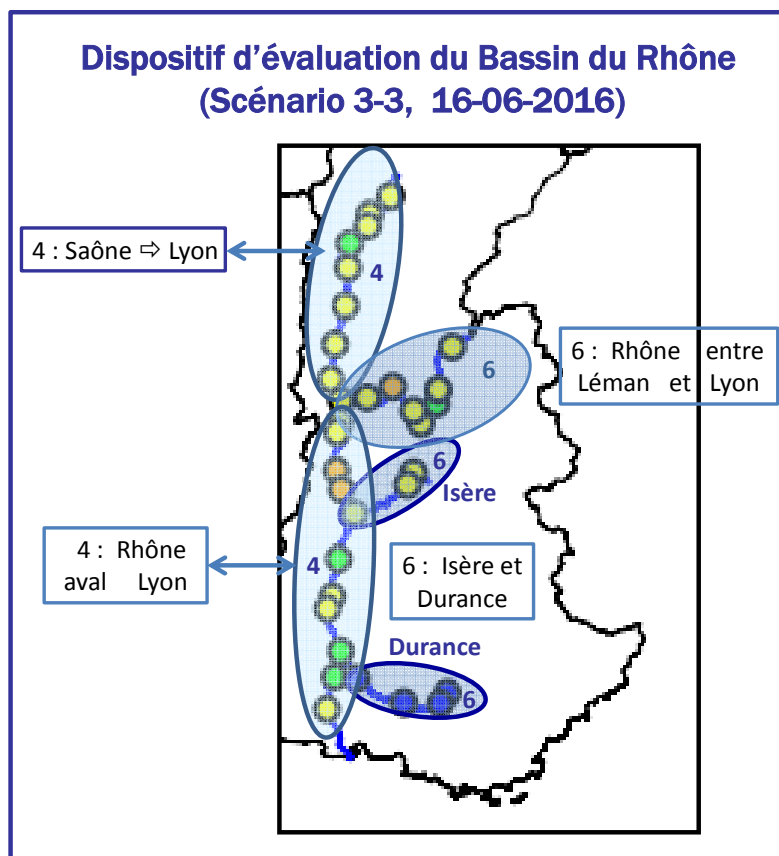 Dispositif d'évaluation du Bassin du Rhône
(Scénario 3-3, 16-06-2016)
4 : Saône ⇨ Lyon
4
6
6 : Rhône entre
Léman et Lyon
6
Isère
4 : Rhône
aval Lyon
4
6 : Isère et
Durance
Durance
6